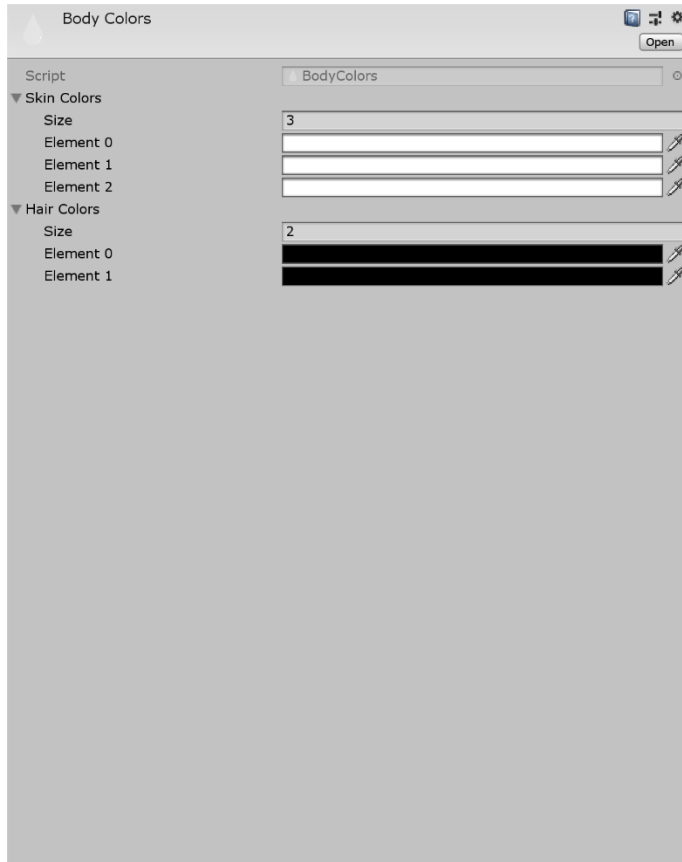 Body Colors
Open
Script BodyColors
Skin Colors
Size 3
Element 0
Element 1
Element 2
Hair Colors
Size 2
Element 0
Element 1